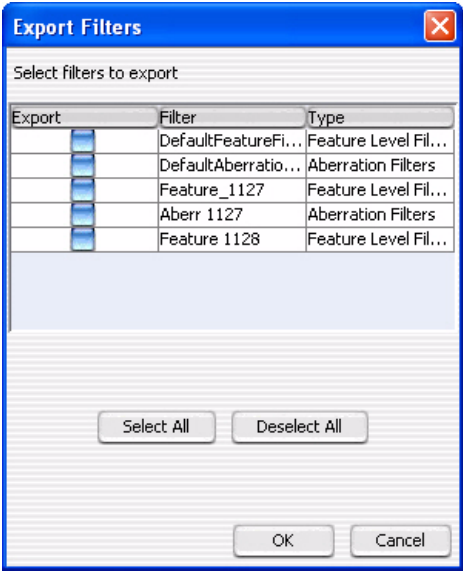 Export Filters
Select filters to export
Export Filter Type
DefaultFeatureFi... Feature Level Fil...
DefaultAberratio... Aberration Filters
Feature_1127 Feature Level Fil...
Aberr 1127 Aberration Filters
Feature 1128 Feature Level Fil...
Select All Deselect All
OK Cancel